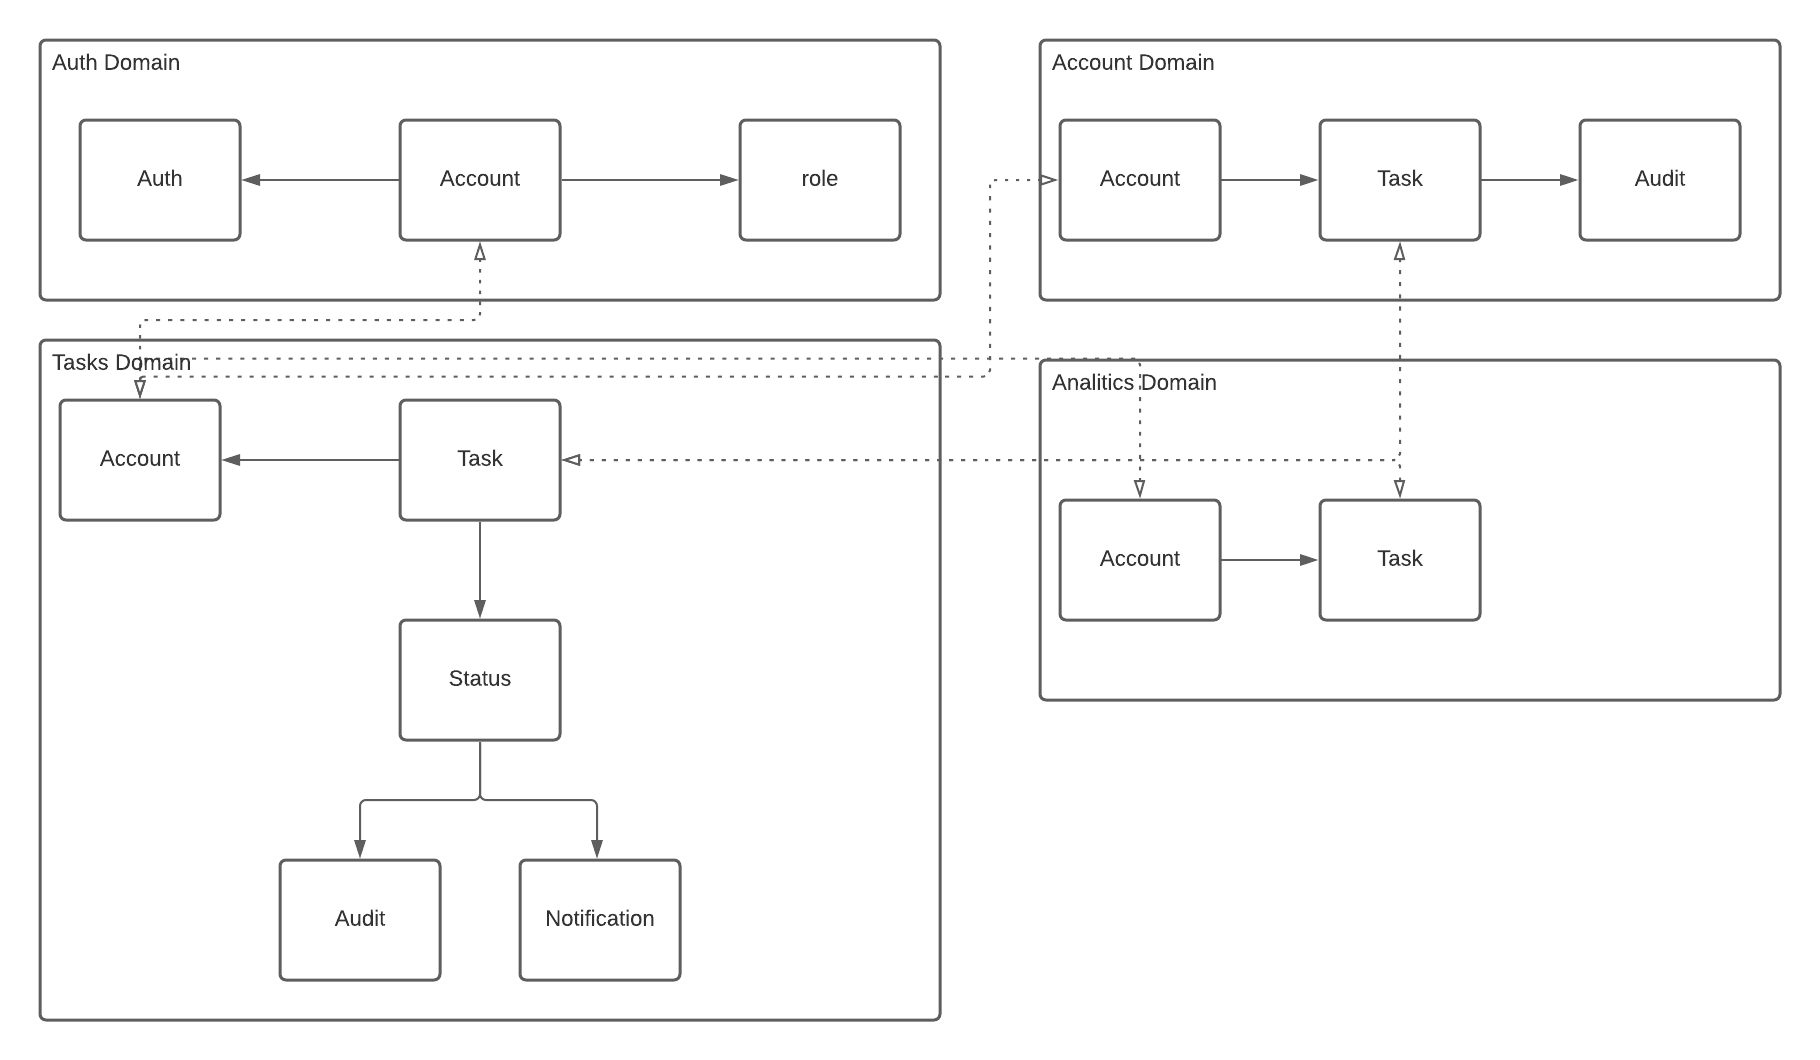 Auth Domain
Auth
Account
role
Account Domain
Account
Task
Audit
Tasks Domain
Account
Task
Status
Audit
Notification
Analitics Domain
Account
Task